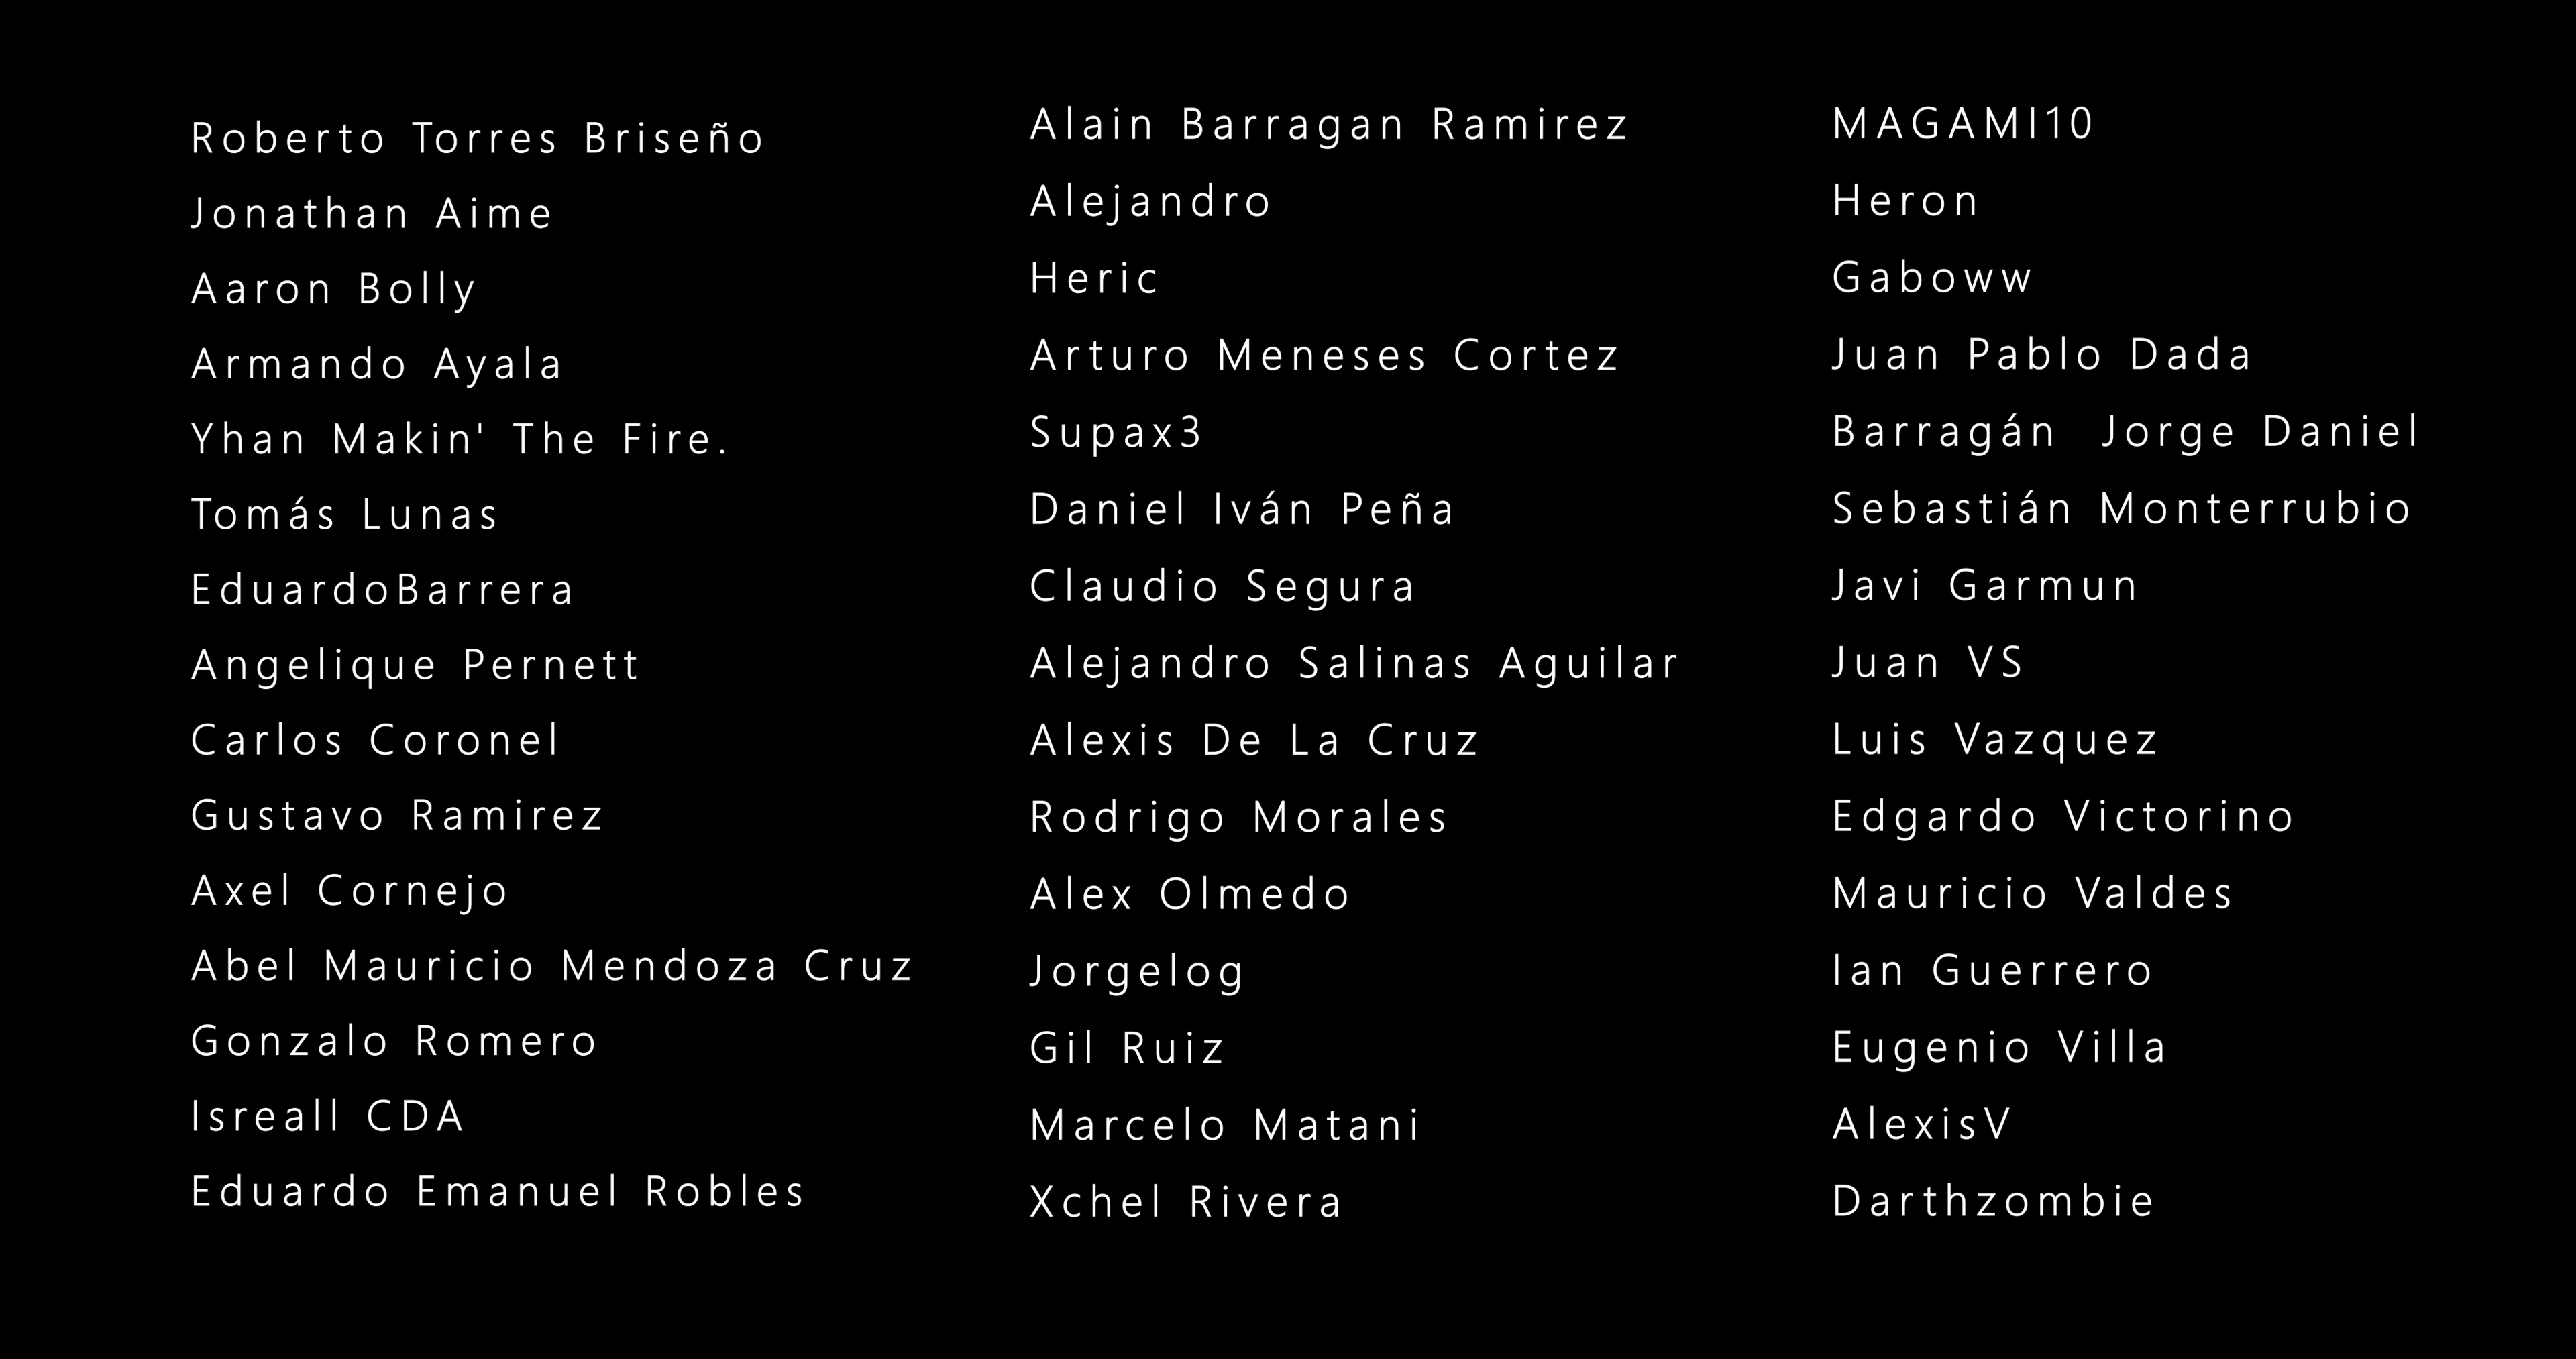 Roberto Torres Briseño
Jonathan Aime
Aaron Bolly
Armando Ayala
Yhan Makin' The Fire.
Tomás Lunas
EduardoBarrera
Angelique Pernett
Carlos Coronel
Gustavo Ramirez
Axel Cornejo
Abel Mauricio Mendoza Cruz
Gonzalo Romero
Isreall CDA
Eduardo Emanuel Robles
Alain Barragan Ramirez
Alejandro
Heric
Arturo Meneses Cortez
Supax3
Daniel Iván Peña
Claudio Segura
Alejandro Salinas Aguilar
Alexis De La Cruz
Rodrigo Morales
Alex Olmedo
Jorgelog
Gil Ruiz
Marcelo Matani
Xchel Rivera
MAGAMI10
Heron
Gaboww
Juan Pablo Dada
Barragán  Jorge Daniel
Sebastián Monterrubio
Javi Garmun
Juan VS
Luis Vazquez
Edgardo Victorino
Mauricio Valdes
Ian Guerrero
Eugenio Villa
AlexisV
Darthzombie